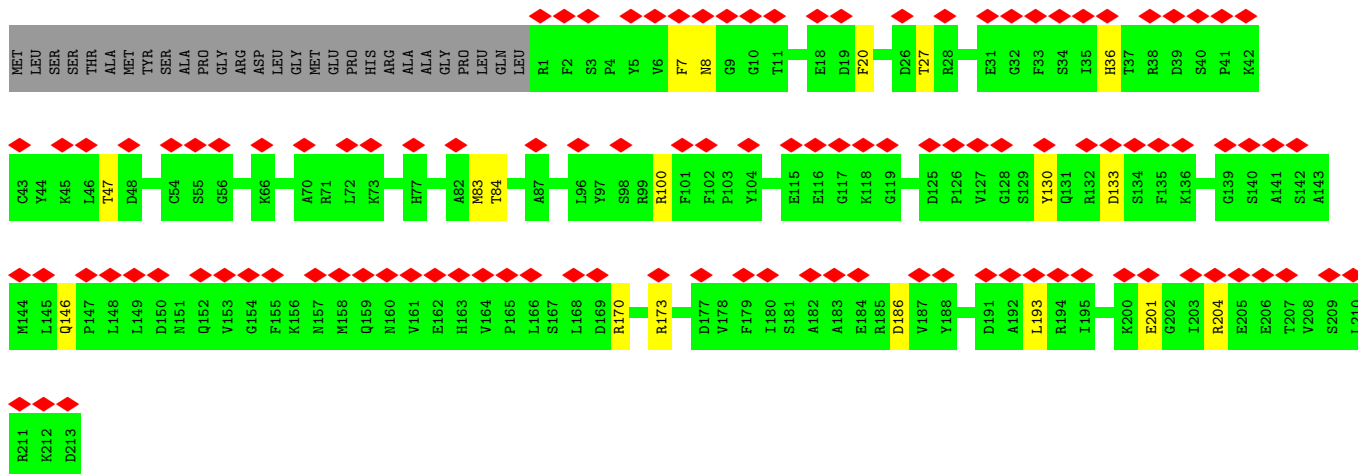 MET LEU SER SER THR ALA MET TYR SER ALA PRO GLY ARG ASP LEU GLY MET GLU PRO HIS ARG ALA ALA GLY PRO LEU GLN LEU R1 F2 S3 P4 Y5 V6 F7 N8 G9 G10 T11 E18 D19 F20 D26 T27 R28 E31 G32 F33 S34 I35 H36 T37 R38 D39 S40 P41 K42
C43 Y44 K45 L46 T47 D48 C54 S55 G56 K66 A70 R71 L72 K73 H77 A82 M83 T84 A87 L96 Y97 S98 R99 R100 F101 F102 P103 Y104 E115 E116 G117 K118 G119 D125 P126 V127 G128 S129 Y130 Q131 R132 D133 S134 F135 K136 G139 S140 A141 S142 A143
M144 L145 Q146 P147 L148 L149 D150 N151 Q152 V153 G154 F155 K156 N157 M158 Q159 N160 V161 E162 H163 V164 P165 L166 S167 L168 D169 R170 R173 D177 V178 F179 I180 S181 A182 A183 E184 R185 D186 V187 Y188 D191 A192 L193 R194 I195 K200 E201 G202 I203 R204 E205 E206 T207 V208 S209 L210
R211 K212 D213